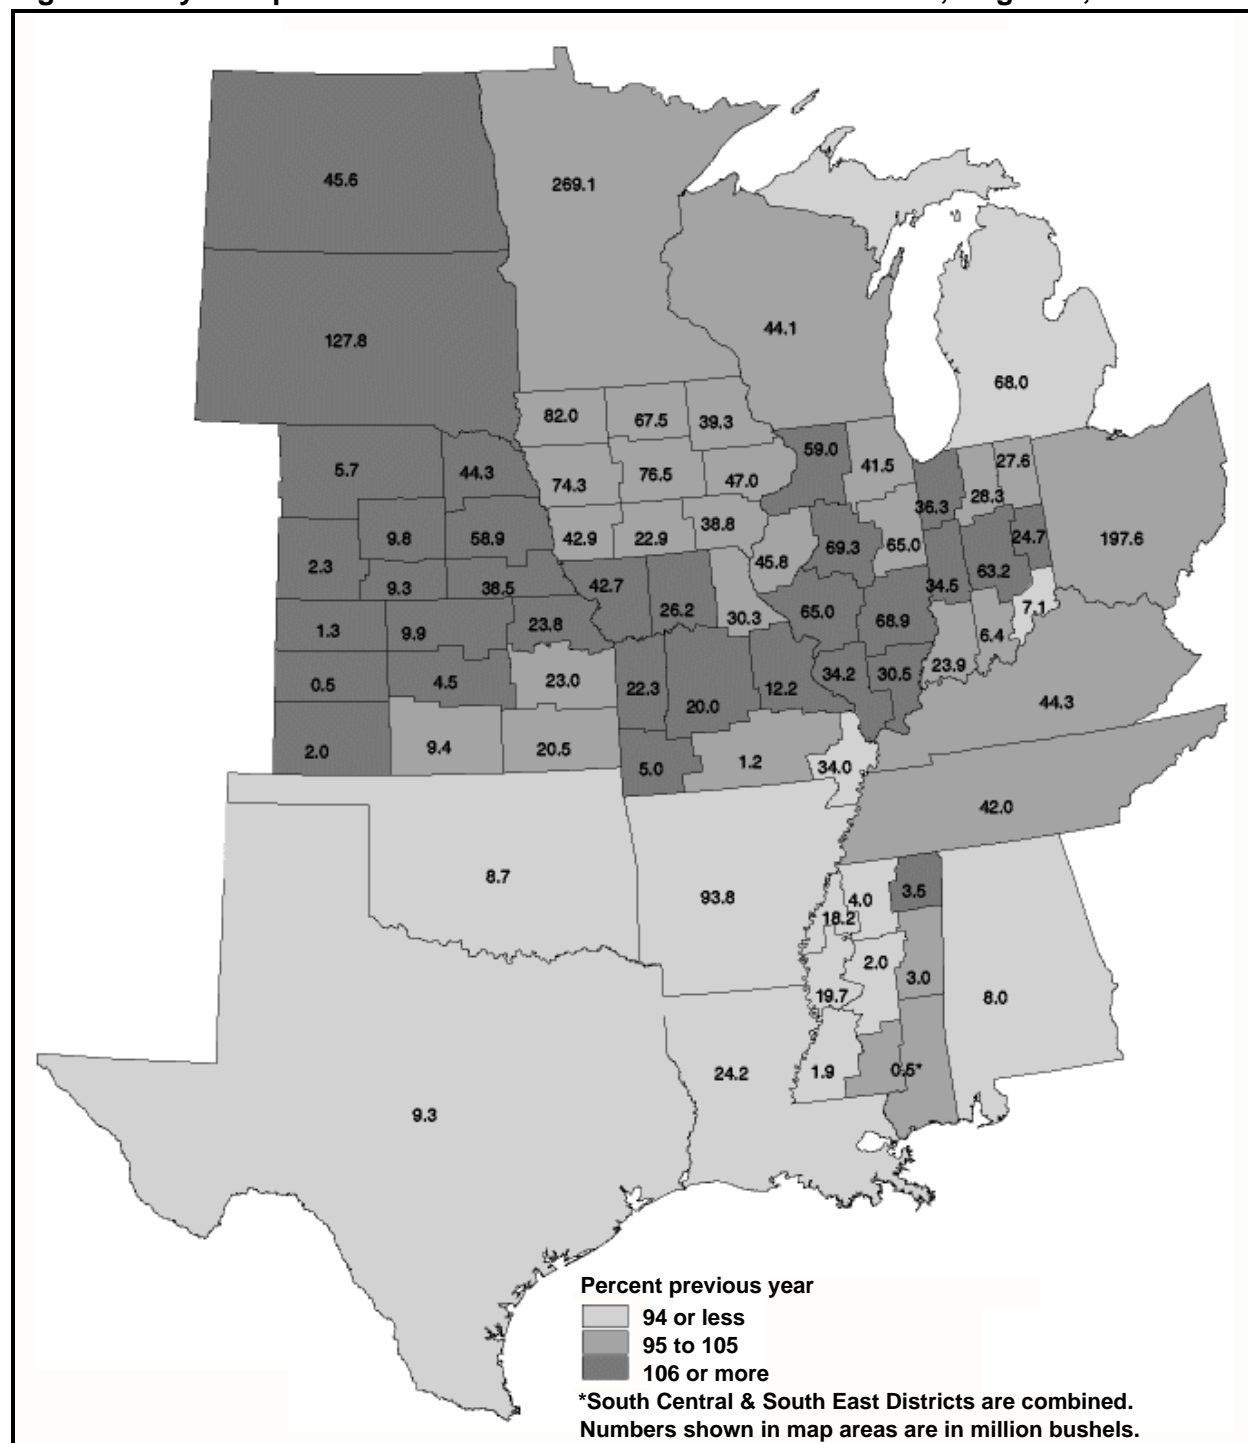 45.6
269.1
127.8
44.1
68.0
82.0 67.5 39.3
59.0 41.5 27.6
5.7 44.3
74.3 76.5 47.0
28.3
36.3
9.8 58.9 42.9 22.9 38.8
69.3 65.0 24.7 197.6
2.3 45.8
63.2
9.3 38.5 42.7 34.5
26.2 30.3 65.0 68.9 7.1
1.3 9.9 23.8
6.4
23.9
0.5 4.5 23.0 22.3 20.0 12.2 34.2 30.5
44.3
2.0 9.4 20.5 5.0 1.2 34.0
42.0
8.7 93.8 4.0 3.5
18.2
2.0 3.0
19.7 8.0
24.2 1.9 0.5*
9.3
Percent previous year
94 or less
95 to 105
106 or more
*South Central & South East Districts are combined.
Numbers shown in map areas are in million bushels.